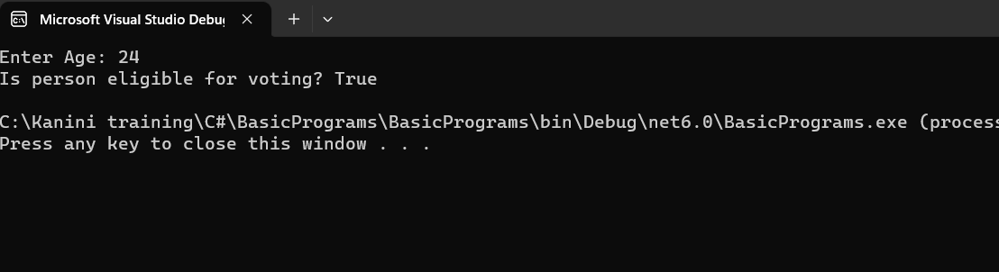 Microsoft Visual Studio Debu
Enter Age: 24
Is person eligible for voting? True
C:\Kanini training\C#\BasicPrograms\BasicPrograms\bin\Debug\net6.0\BasicPrograms.exe (process
Press any key to close this window . . .